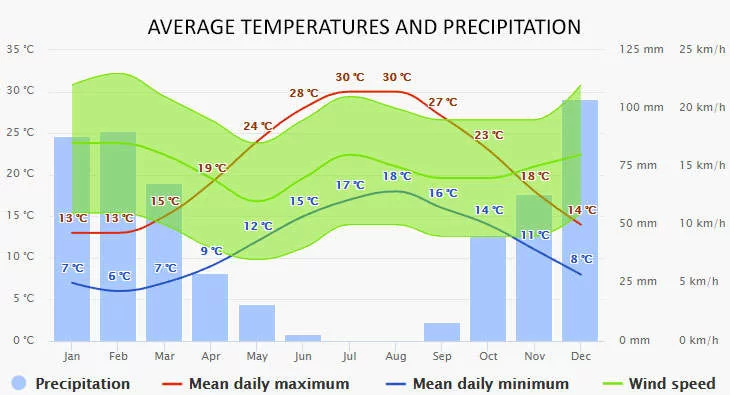 AVERAGE TEMPERATURES AND PRECIPITATION
35 °C 125 mm 25 km/h
30 °C 100 mm 20 km/h
25 °C 75 mm 15 km/h
20 °C 50 mm 10 km/h
15 °C 25 mm 5 km/h
10 °C 0 mm 0 km/h
5 °C
0 °C
13 °C 13 °C 15 °C 19 °C 24 °C 28 °C 30 °C 30 °C 27 °C 23 °C 18 °C 14 °C
7 °C 6 °C 7 °C 9 °C 12 °C 15 °C 17 °C 18 °C 16 °C 14 °C 11 °C 8 °C
Jan Feb Mar Apr May Jun Jul Aug Sep Oct Nov Dec
Precipitation Mean daily maximum Mean daily minimum Wind speed